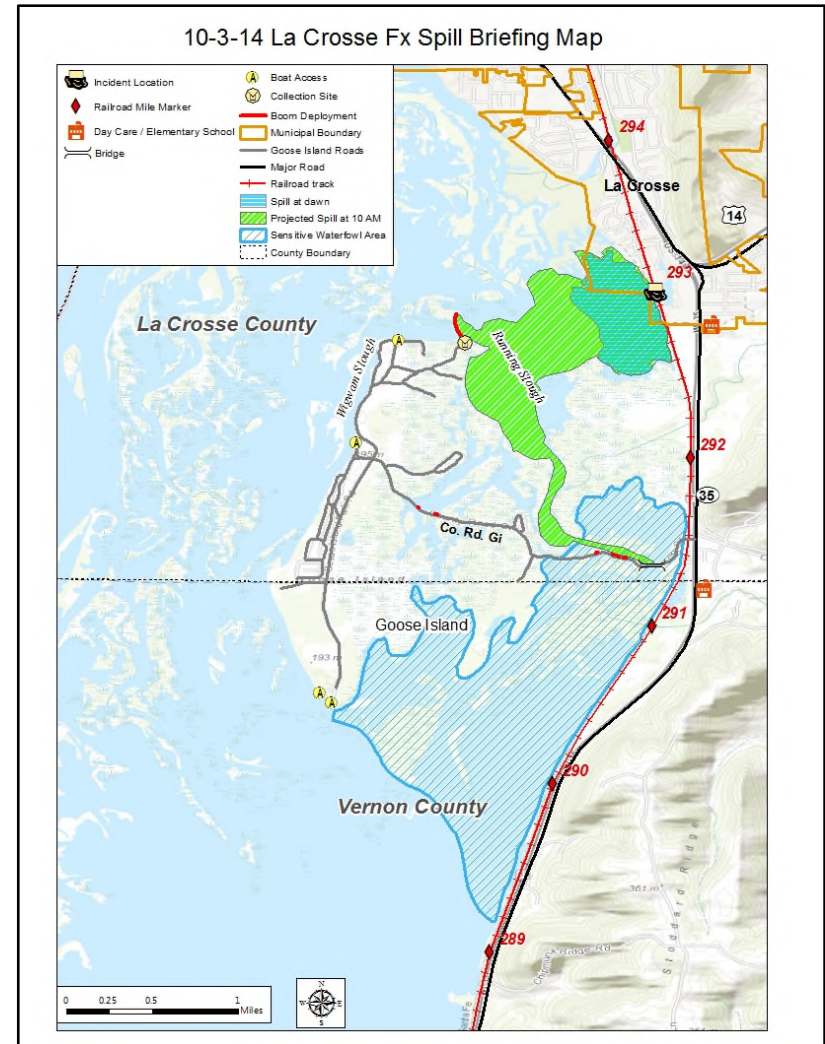 10-3-14 La Crosse Fx Spill Briefing Map
Incident Location
Railroad Mile Marker
Day Care / Elementary School
Bridge
Boat Access
Collection Site
Boom Deployment
Municipal Boundary
Goose Island Roads
Major Road
Railroad track
Spill at dawn
Projected Spill at 10 AM
Sensitive Waterfowl Area
County Boundary
294
La Crosse
14
293
La Crosse County
Wigwam Slough
Running Slough
292
35
Co. Rd. Gi
291
Goose Island
193 m
290
Vernon County
361 m
Stoddard Ridge
289
Ridge Rd
0 0.25 0.5 1
Miles
N
W E
S